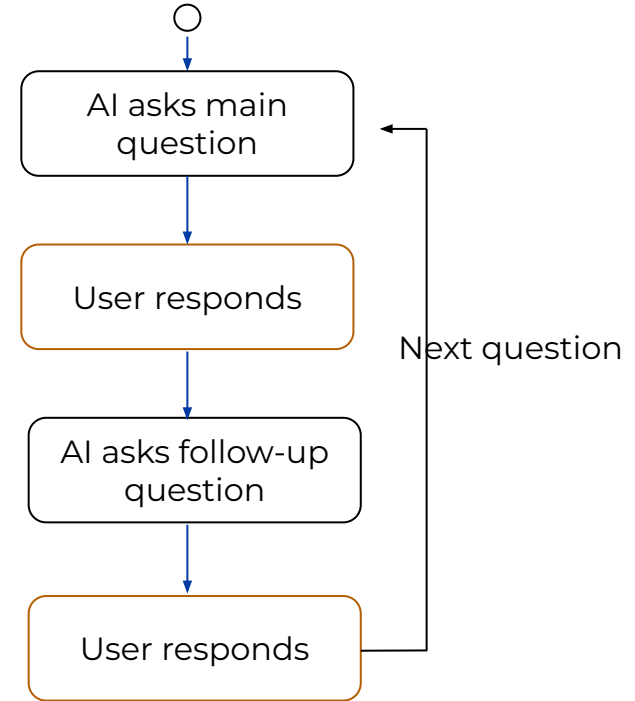 AI asks main
question
User responds
Next question
AI asks follow-up
question
User responds